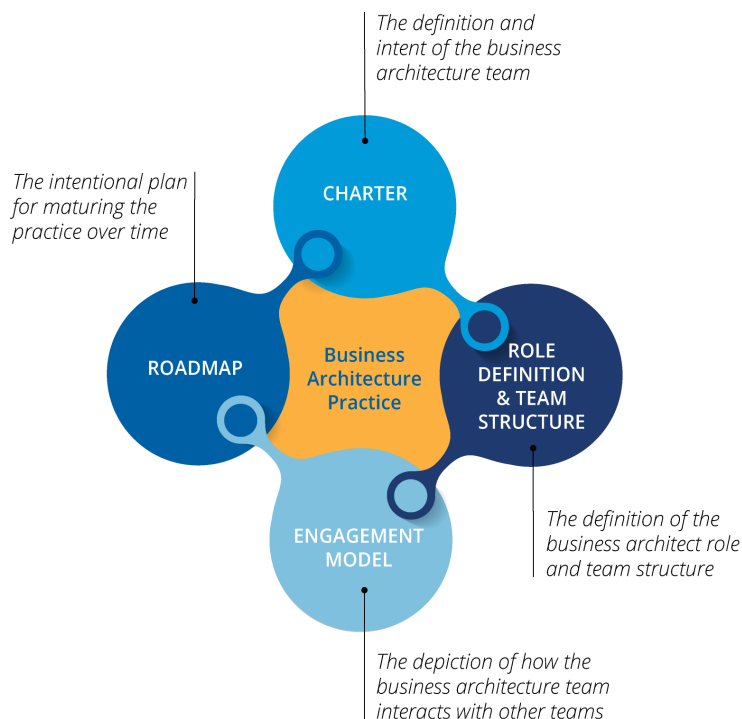 The definition and
intent of the business
architecture team
CHARTER
The intentional plan
for maturing the
practice over time
ROADMAP
Business
Architecture
Practice
ROLE
DEFINITION
& TEAM
STRUCTURE
The definition of the
business architect role
and team structure
ENGAGEMENT
MODEL
The depiction of how the
business architecture team
interacts with other teams